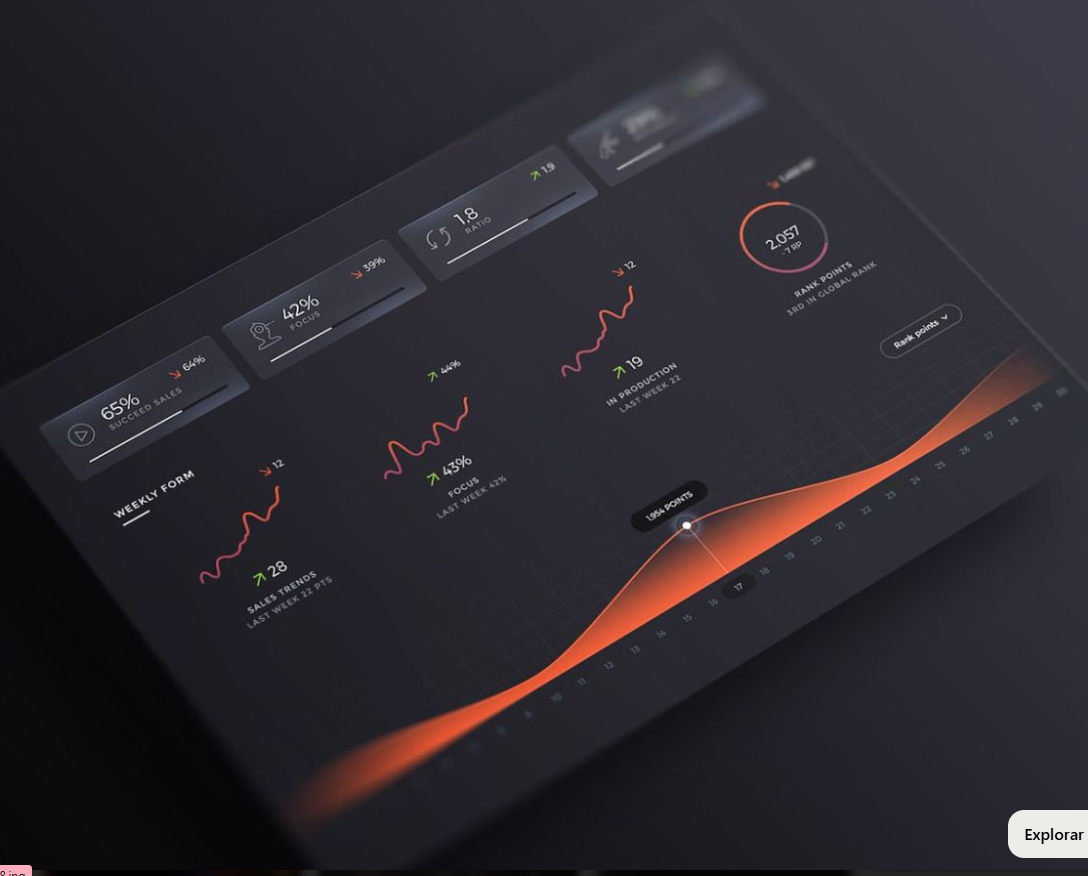 65%
SUCCEED SALES
64%
42%
FOCUS
39%
1.8
RATIO
1.9
WEEKLY FORM
12
28
SALES TRENDS
LAST WEEK 22 PTS
44%
43%
FOCUS
LAST WEEK 42%
12
19
IN PRODUCTION
LAST WEEK 22
2,057
-7 RP
RANK POINTS
3RD IN GLOBAL RANK
Rank points
1,954 POINTS
8 9 10 11 12 13 14 15 16 17 18 19 20 21 22 23 24 25 26 27 28 29 30
Explorar